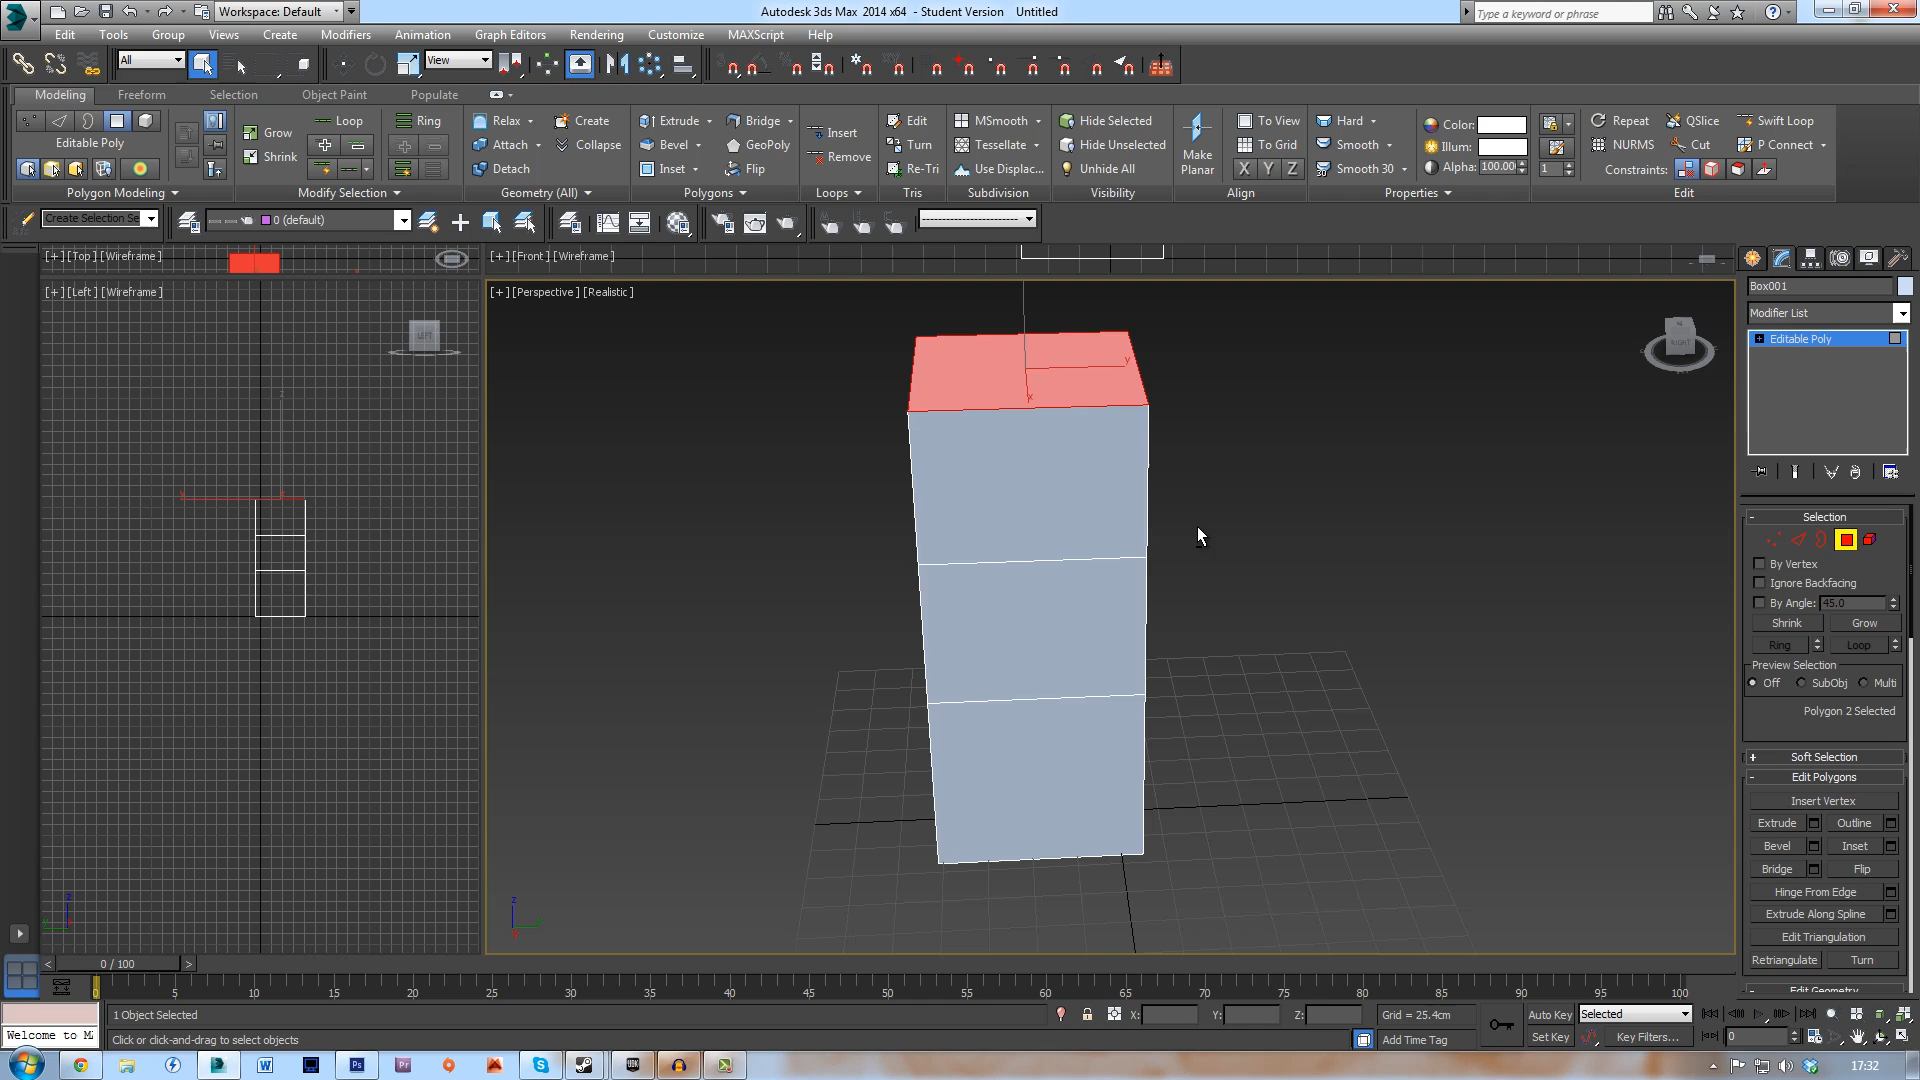 Workspace: Default
Autodesk 3ds Max 2014 x64 - Student Version Untitled
Type a keyword or phrase
Edit Tools Group Views Create Modifiers Animation Graph Editors Rendering Customize MAXScript Help
All
View
Modeling Freeform Selection Object Paint Populate
Loop Ring Relax Create Extrude Bridge Insert Edit MSmooth Hide Selected To View Hard Color: Repeat QSlice Swift Loop
Editable Poly Grow Attach Collapse Bevel GeoPoly Remove Turn Tessellate Hide Unselected Make Planar To Grid Smooth Illum: NURMS Cut P Connect
Shrink Detach Inset Flip Re-Tri Use Displac... Unhide All X Y Z Smooth 30 Alpha: 100.00 1 Constraints:
Polygon Modeling Modify Selection Geometry (All) Polygons Loops Tris Subdivision Visibility Align Properties Edit
Create Selection Se 0 (default)
[+] [Top] [Wireframe]
[+] [Front] [Wireframe]
[+] [Left] [Wireframe]
[+] [Perspective] [Realistic]
LEFT
RIGHT
Box001
Modifier List
Editable Poly
Selection
By Vertex
Ignore Backfacing
By Angle: 45.0
Shrink Grow
Ring Loop
Preview Selection
Off SubObj Multi
Polygon 2 Selected
Soft Selection
Edit Polygons
Insert Vertex
Extrude Outline
Bevel Inset
Bridge Flip
Hinge From Edge
Extrude Along Spline
Edit Triangulation
Retriangulate Turn
Edit Geometry
0 / 100
0 5 10 15 20 25 30 35 40 45 50 55 60 65 70 75 80 85 90 95 100
1 Object Selected X: Y: Z: Grid = 25.4cm Auto Key Selected
Welcome to M Click or click-and-drag to select objects Add Time Tag Set Key Key Filters... 0
17:32